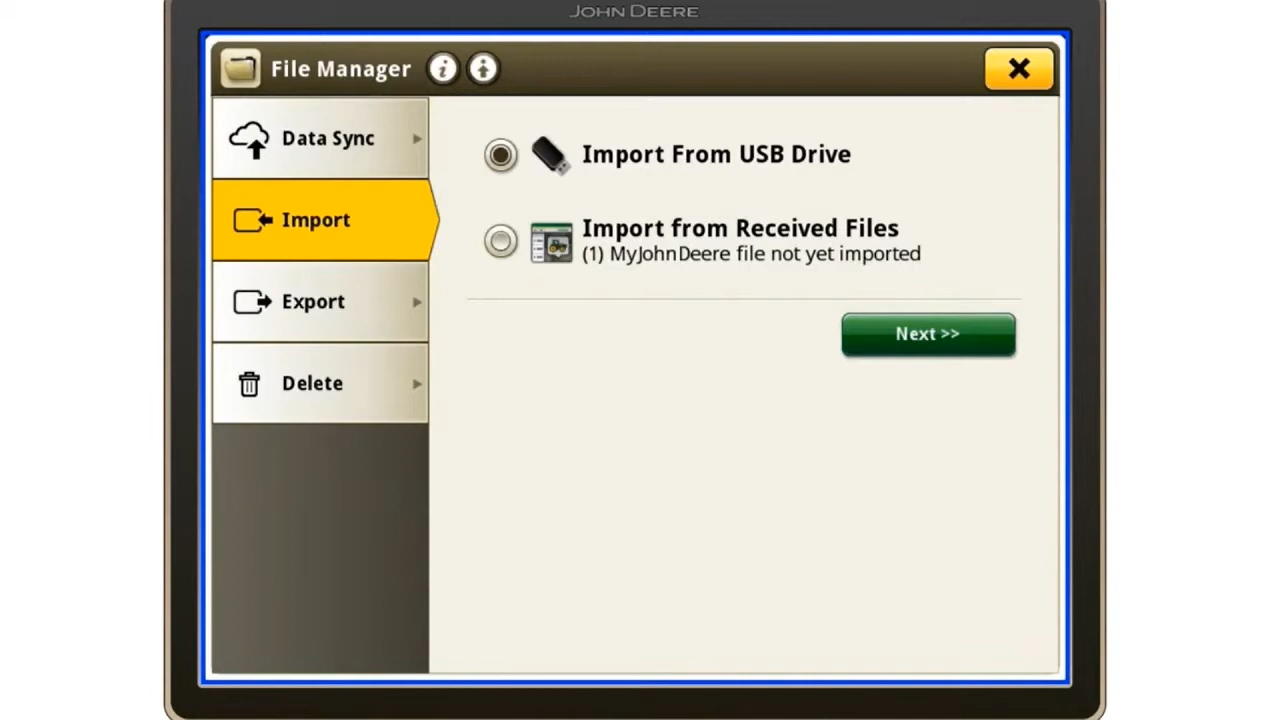 JOHN DEERE
File Manager
Data Sync
Import
Export
Delete
Import From USB Drive
Import from Received Files
(1) MyJohnDeere file not yet imported
Next >>